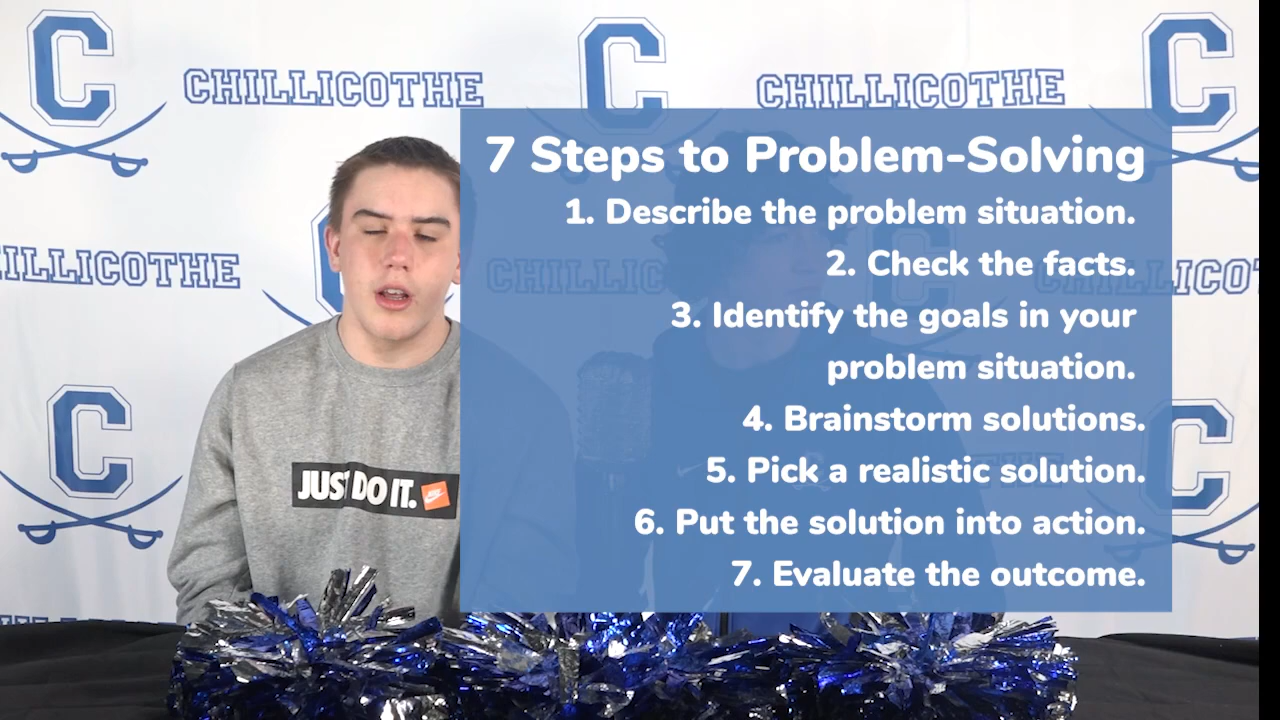 C
C
C
CHILLICOTHE
CHILLICOTHE
7 Steps to Problem-Solving
1. Describe the problem situation.
2. Check the facts.
3. Identify the goals in your
problem situation.
4. Brainstorm solutions.
5. Pick a realistic solution.
6. Put the solution into action.
7. Evaluate the outcome.
ILLICOTHE
CHILLICOTHE
LLICOT
C
C
JUST DO IT.